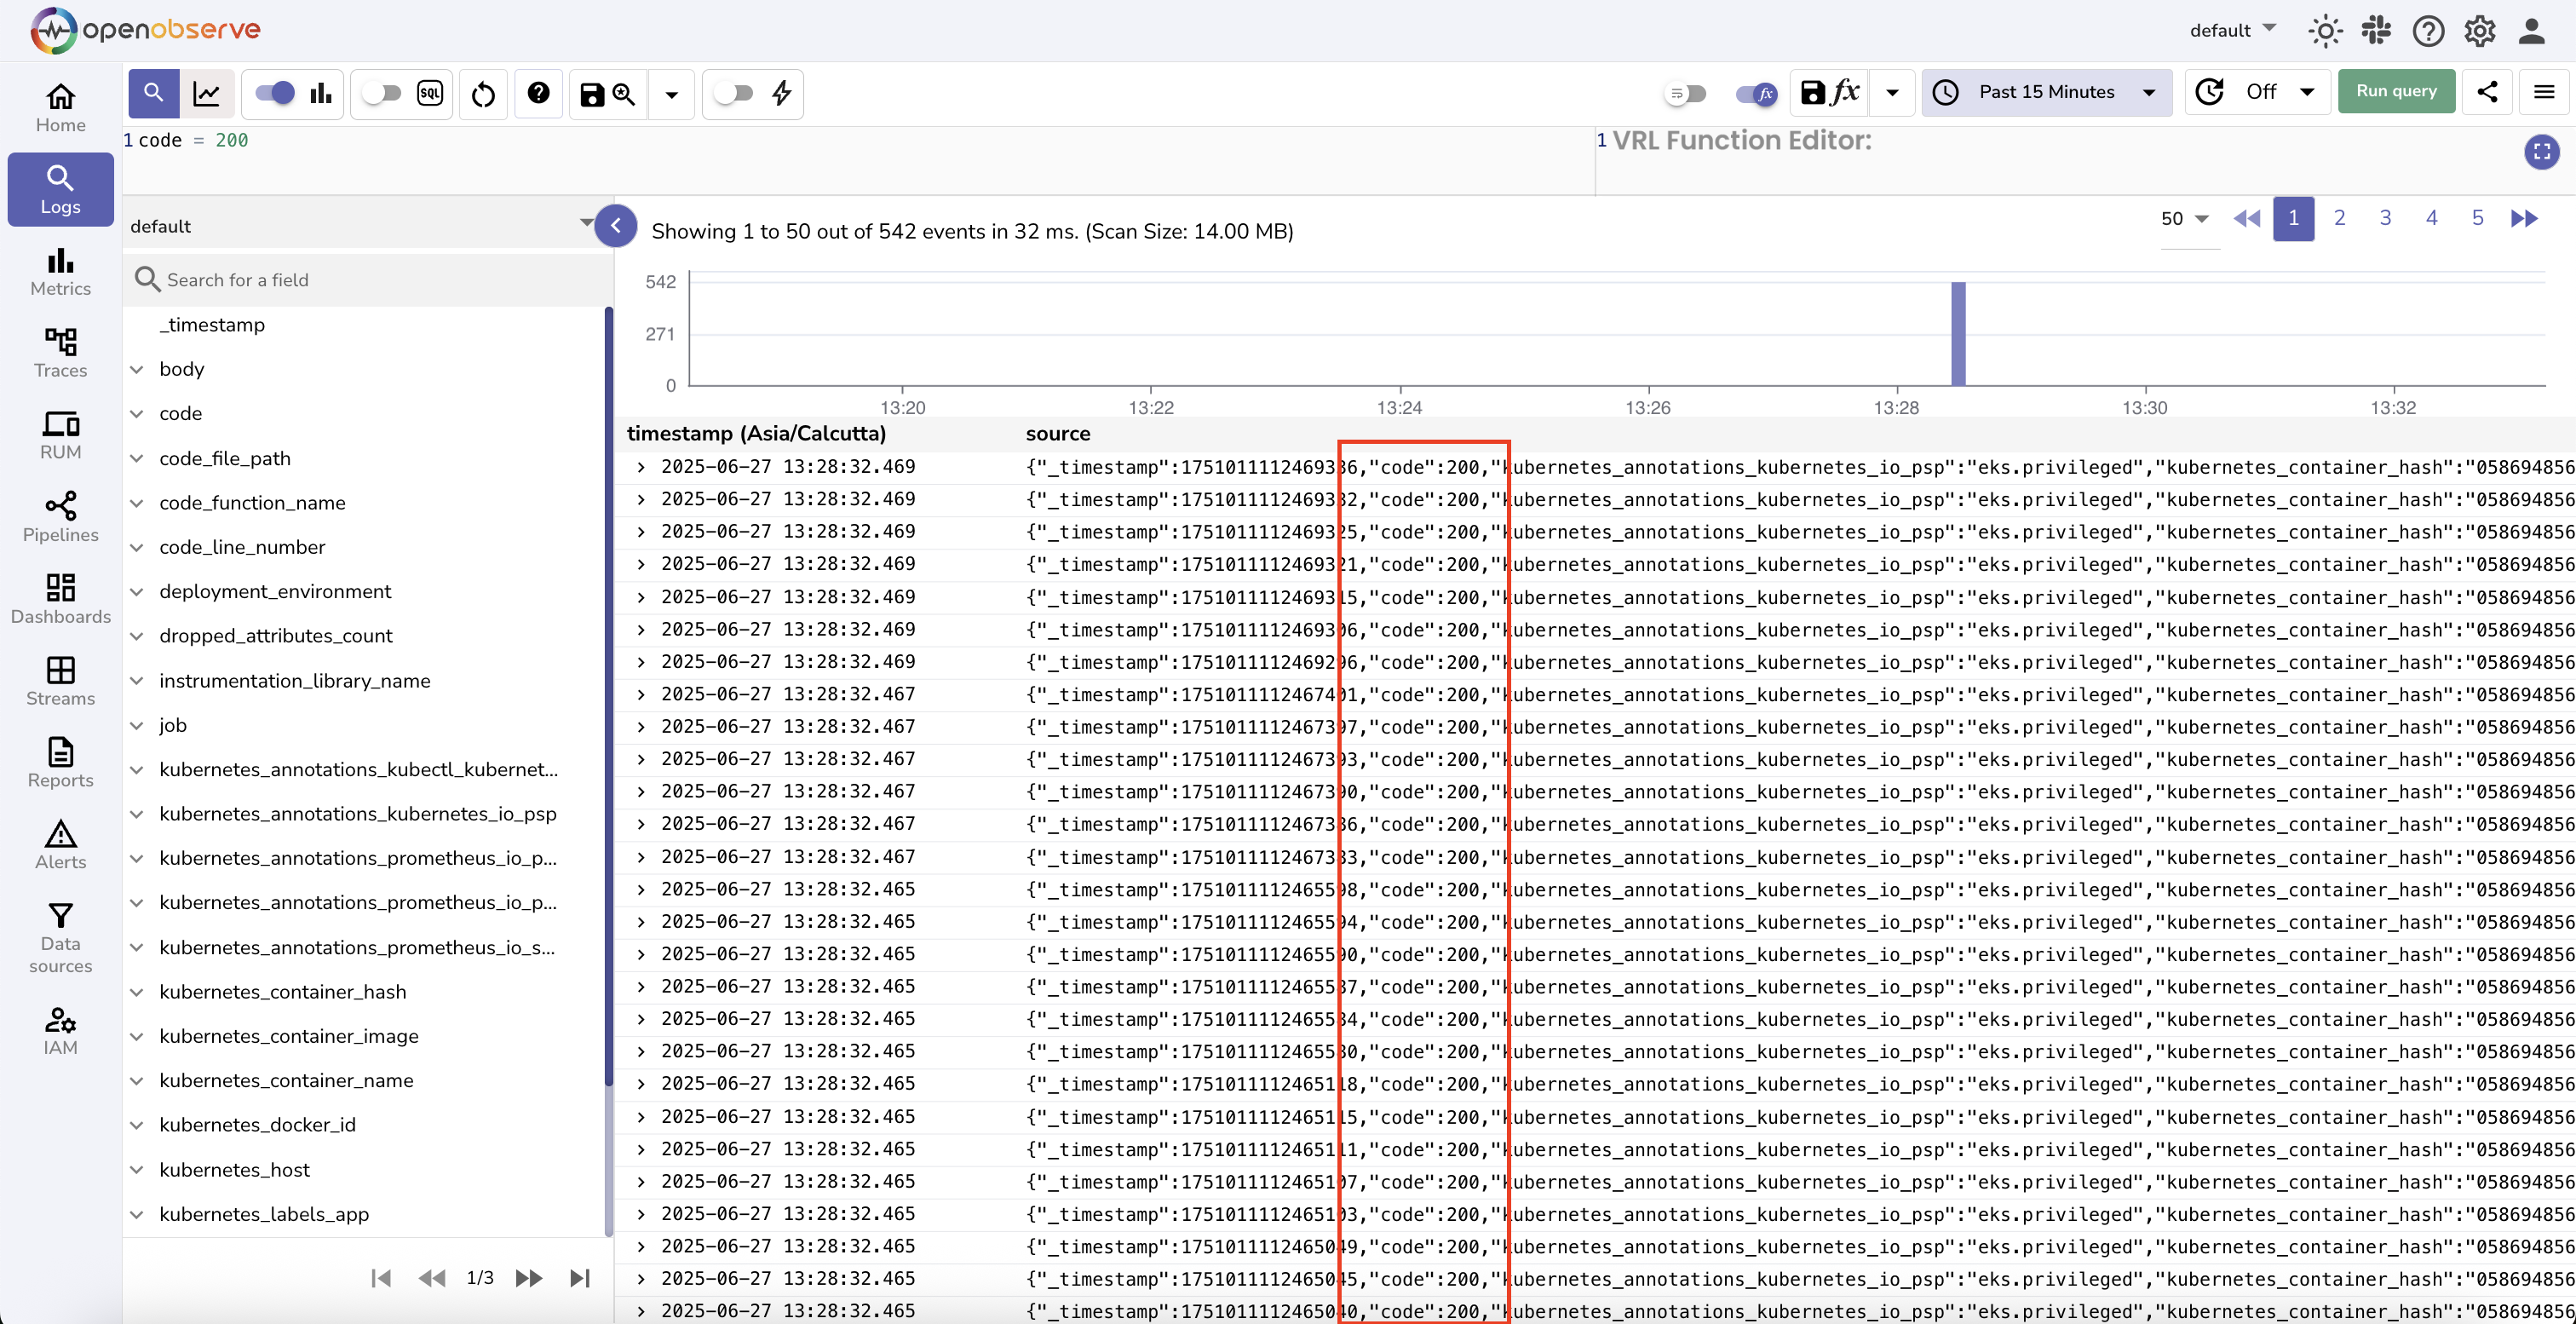 openobserve
default
Home
Logs
Metrics
Traces
RUM
Pipelines
Dashboards
Streams
Reports
Alerts
Data
sources
IAM
SQL
fx
fx
Past 15 Minutes
Off
Run query
1 code = 200
1 VRL Function Editor:
default
Search for a field
_timestamp
body
code
code_file_path
code_function_name
code_line_number
deployment_environment
dropped_attributes_count
instrumentation_library_name
job
kubernetes_annotations_kubectl_kubernet...
kubernetes_annotations_kubernetes_io_psp
kubernetes_annotations_prometheus_io_p...
kubernetes_annotations_prometheus_io_p...
kubernetes_annotations_prometheus_io_s...
kubernetes_container_hash
kubernetes_container_image
kubernetes_container_name
kubernetes_docker_id
kubernetes_host
kubernetes_labels_app
1/3
Showing 1 to 50 out of 542 events in 32 ms. (Scan Size: 14.00 MB)
50 1 2 3 4 5
542
271
0
13:20 13:22 13:24 13:26 13:28 13:30 13:32
timestamp (Asia/Calcutta) source
2025-06-27 13:28:32.469 {"_timestamp":1751011112469336,"code":200,"kubernetes_annotations_kubernetes_io_psp":"eks.privileged","kubernetes_container_hash":"058694856
2025-06-27 13:28:32.469 {"_timestamp":1751011112469332,"code":200,"kubernetes_annotations_kubernetes_io_psp":"eks.privileged","kubernetes_container_hash":"058694856
2025-06-27 13:28:32.469 {"_timestamp":1751011112469325,"code":200,"kubernetes_annotations_kubernetes_io_psp":"eks.privileged","kubernetes_container_hash":"058694856
2025-06-27 13:28:32.469 {"_timestamp":1751011112469321,"code":200,"kubernetes_annotations_kubernetes_io_psp":"eks.privileged","kubernetes_container_hash":"058694856
2025-06-27 13:28:32.469 {"_timestamp":1751011112469315,"code":200,"kubernetes_annotations_kubernetes_io_psp":"eks.privileged","kubernetes_container_hash":"058694856
2025-06-27 13:28:32.469 {"_timestamp":1751011112469306,"code":200,"kubernetes_annotations_kubernetes_io_psp":"eks.privileged","kubernetes_container_hash":"058694856
2025-06-27 13:28:32.469 {"_timestamp":1751011112469296,"code":200,"kubernetes_annotations_kubernetes_io_psp":"eks.privileged","kubernetes_container_hash":"058694856
2025-06-27 13:28:32.467 {"_timestamp":1751011112467401,"code":200,"kubernetes_annotations_kubernetes_io_psp":"eks.privileged","kubernetes_container_hash":"058694856
2025-06-27 13:28:32.467 {"_timestamp":1751011112467397,"code":200,"kubernetes_annotations_kubernetes_io_psp":"eks.privileged","kubernetes_container_hash":"058694856
2025-06-27 13:28:32.467 {"_timestamp":1751011112467393,"code":200,"kubernetes_annotations_kubernetes_io_psp":"eks.privileged","kubernetes_container_hash":"058694856
2025-06-27 13:28:32.467 {"_timestamp":1751011112467390,"code":200,"kubernetes_annotations_kubernetes_io_psp":"eks.privileged","kubernetes_container_hash":"058694856
2025-06-27 13:28:32.467 {"_timestamp":1751011112467386,"code":200,"kubernetes_annotations_kubernetes_io_psp":"eks.privileged","kubernetes_container_hash":"058694856
2025-06-27 13:28:32.467 {"_timestamp":1751011112467383,"code":200,"kubernetes_annotations_kubernetes_io_psp":"eks.privileged","kubernetes_container_hash":"058694856
2025-06-27 13:28:32.465 {"_timestamp":1751011112465598,"code":200,"kubernetes_annotations_kubernetes_io_psp":"eks.privileged","kubernetes_container_hash":"058694856
2025-06-27 13:28:32.465 {"_timestamp":1751011112465594,"code":200,"kubernetes_annotations_kubernetes_io_psp":"eks.privileged","kubernetes_container_hash":"058694856
2025-06-27 13:28:32.465 {"_timestamp":1751011112465590,"code":200,"kubernetes_annotations_kubernetes_io_psp":"eks.privileged","kubernetes_container_hash":"058694856
2025-06-27 13:28:32.465 {"_timestamp":1751011112465587,"code":200,"kubernetes_annotations_kubernetes_io_psp":"eks.privileged","kubernetes_container_hash":"058694856
2025-06-27 13:28:32.465 {"_timestamp":1751011112465584,"code":200,"kubernetes_annotations_kubernetes_io_psp":"eks.privileged","kubernetes_container_hash":"058694856
2025-06-27 13:28:32.465 {"_timestamp":1751011112465580,"code":200,"kubernetes_annotations_kubernetes_io_psp":"eks.privileged","kubernetes_container_hash":"058694856
2025-06-27 13:28:32.465 {"_timestamp":1751011112465118,"code":200,"kubernetes_annotations_kubernetes_io_psp":"eks.privileged","kubernetes_container_hash":"058694856
2025-06-27 13:28:32.465 {"_timestamp":1751011112465115,"code":200,"kubernetes_annotations_kubernetes_io_psp":"eks.privileged","kubernetes_container_hash":"058694856
2025-06-27 13:28:32.465 {"_timestamp":1751011112465111,"code":200,"kubernetes_annotations_kubernetes_io_psp":"eks.privileged","kubernetes_container_hash":"058694856
2025-06-27 13:28:32.465 {"_timestamp":1751011112465107,"code":200,"kubernetes_annotations_kubernetes_io_psp":"eks.privileged","kubernetes_container_hash":"058694856
2025-06-27 13:28:32.465 {"_timestamp":1751011112465103,"code":200,"kubernetes_annotations_kubernetes_io_psp":"eks.privileged","kubernetes_container_hash":"058694856
2025-06-27 13:28:32.465 {"_timestamp":1751011112465049,"code":200,"kubernetes_annotations_kubernetes_io_psp":"eks.privileged","kubernetes_container_hash":"058694856
2025-06-27 13:28:32.465 {"_timestamp":1751011112465045,"code":200,"kubernetes_annotations_kubernetes_io_psp":"eks.privileged","kubernetes_container_hash":"058694856
2025-06-27 13:28:32.465 {"_timestamp":1751011112465040,"code":200,"kubernetes_annotations_kubernetes_io_psp":"eks.privileged","kubernetes_container_hash":"058694856